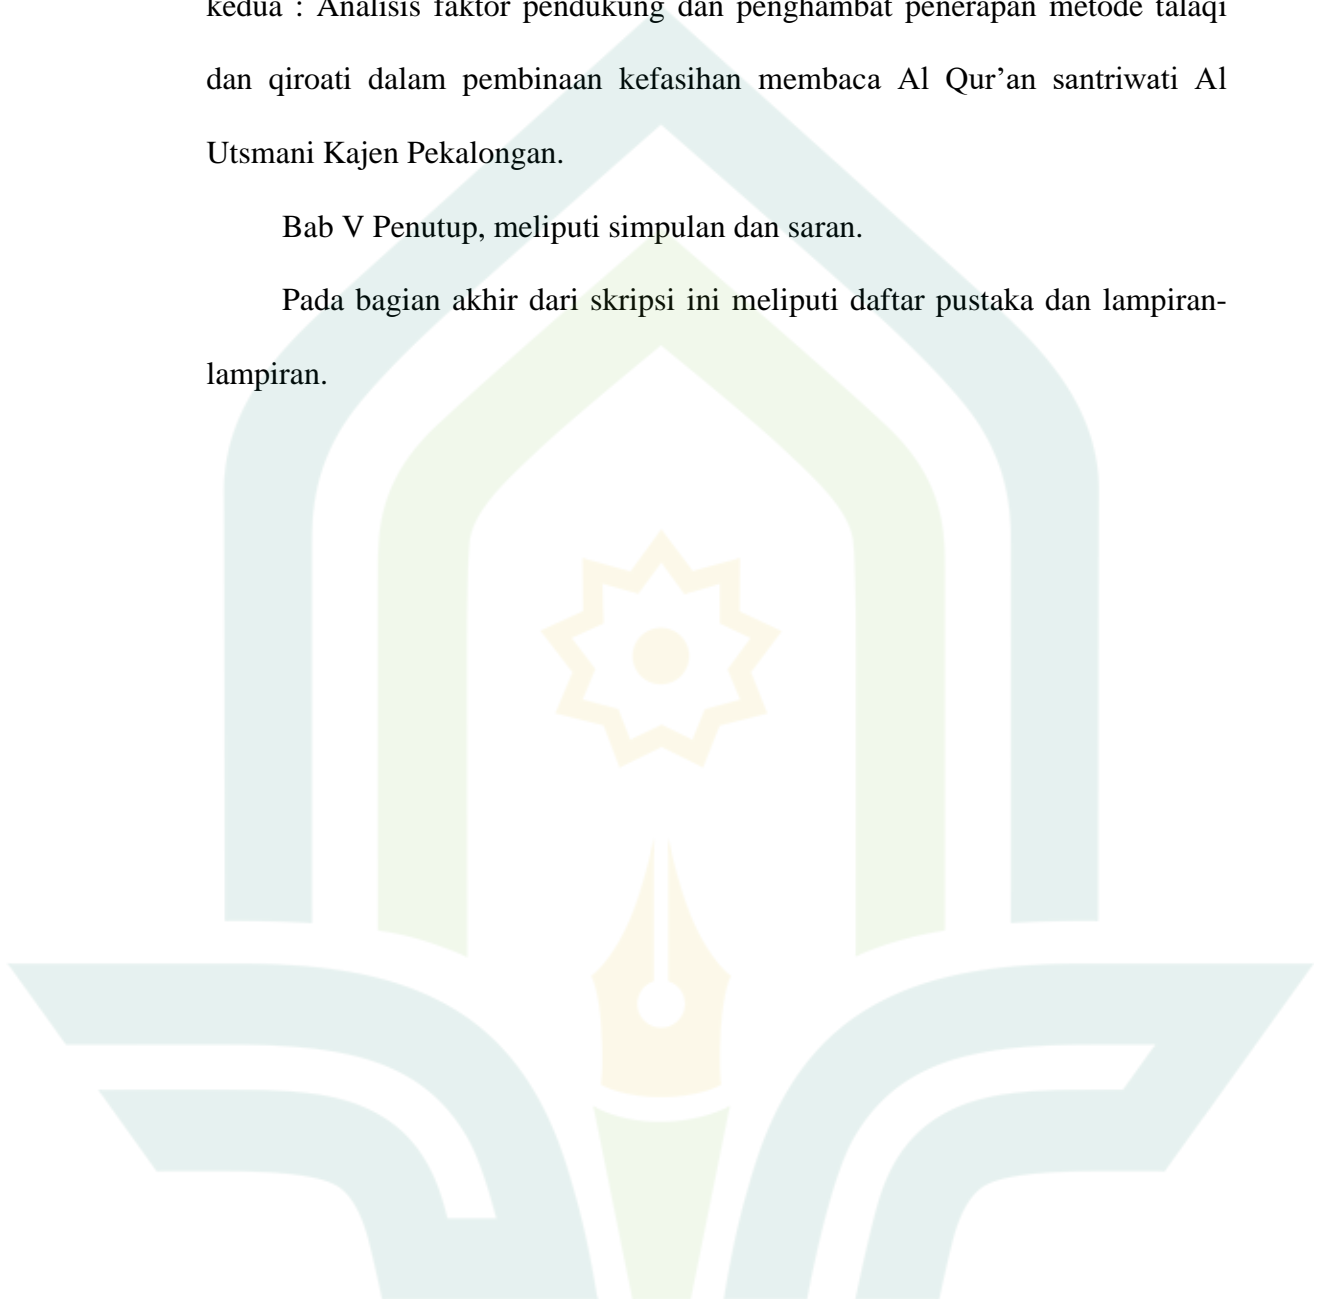 kedua : Analisis faktor pendukung dan penghambat penerapan metode talaqi
dan qiroati dalam pembinaan kefasihan membaca Al Qur’an santriwati Al
Utsmani Kajen Pekalongan.
Bab V Penutup, meliputi simpulan dan saran.
Pada bagian akhir dari skripsi ini meliputi daftar pustaka dan lampiran-
lampiran.